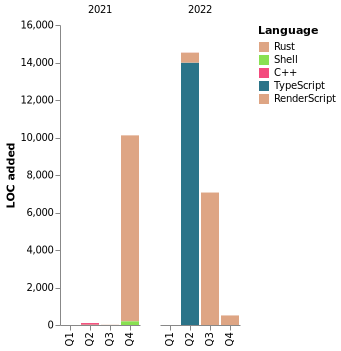 2021
2022
Language
Rust
Shell
C++
TypeScript
RenderScript
LOC added
16,000
14,000
12,000
10,000
8,000
6,000
4,000
2,000
0
Q1
Q2
Q3
Q4
Q1
Q2
Q3
Q4